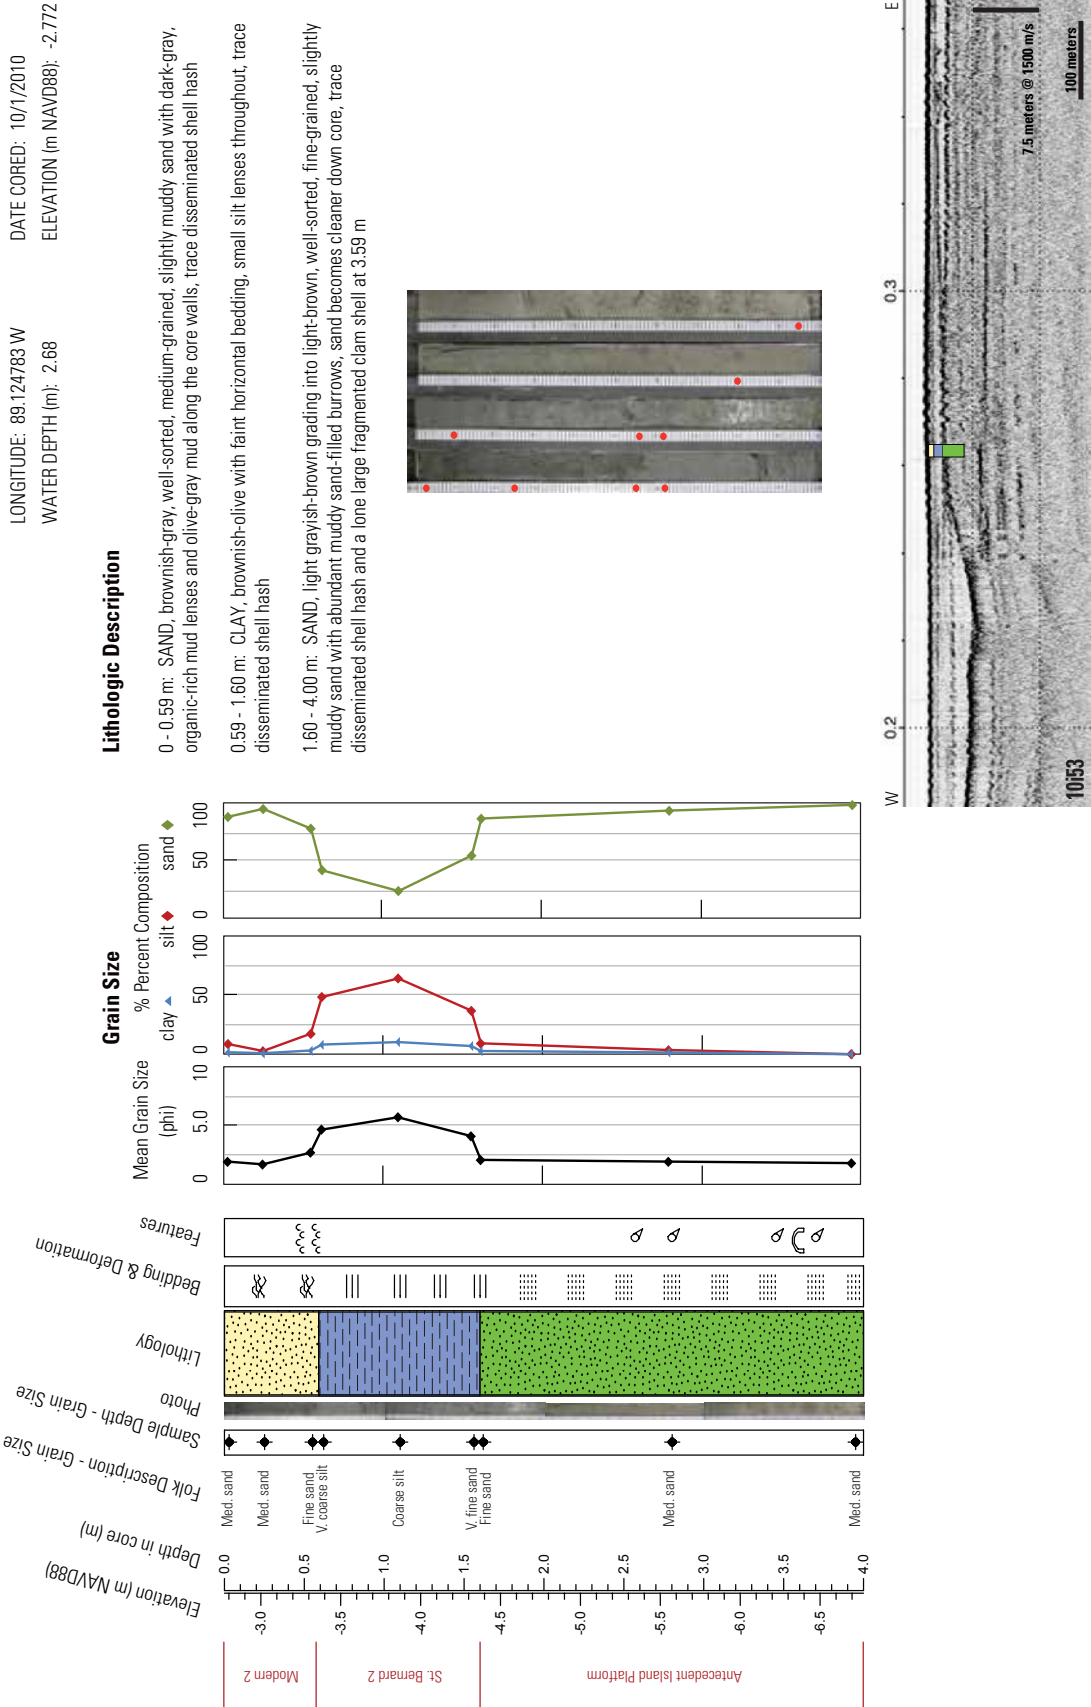 LONGITUDE: 89.124783 W
DATE CORED: 10/1/2010
WATER DEPTH (m): 2.68
ELEVATION (m NAVD88): -2.772
Lithologic Description
0 - 0.59 m: SAND, brownish-gray, well-sorted, medium-grained, slightly muddy sand with dark-gray,
organic-rich mud lenses and olive-gray mud along the core walls, trace disseminated shell hash
0.59 - 1.60 m: CLAY, brownish-olive with faint horizontal bedding, small silt lenses throughout, trace
disseminated shell hash
1.60 - 4.00 m: SAND, light grayish-brown grading into light-brown, well-sorted, fine-grained, slightly
muddy sand with abundant muddy sand-filled burrows, sand becomes cleaner down core, trace
disseminated shell hash and a lone large fragmented clam shell at 3.59 m
Grain Size
Mean Grain Size
(phi)
% Percent Composition
clay silt sand
0 5.0 10
0 50 100
0 50 100
Elevation (m NAVD88)
Depth in core (m)
Folk Description - Grain Size
Sample Depth - Grain Size
Photo
Lithology
Bedding & Deformation
Features
Modern 2
St. Bernard 2
Antecedent Island Platform
-3.0
-3.5
-4.0
-4.5
-5.0
-5.5
-6.0
-6.5
0.0
0.5
1.0
1.5
2.0
2.5
3.0
3.5
4.0
Med. sand
Med. sand
Fine sand
V. coarse silt
Coarse silt
V. fine sand
Fine sand
Med. sand
Med. sand
W
0.2
0.3
E
10i53
7.5 meters @ 1500 m/s
100 meters